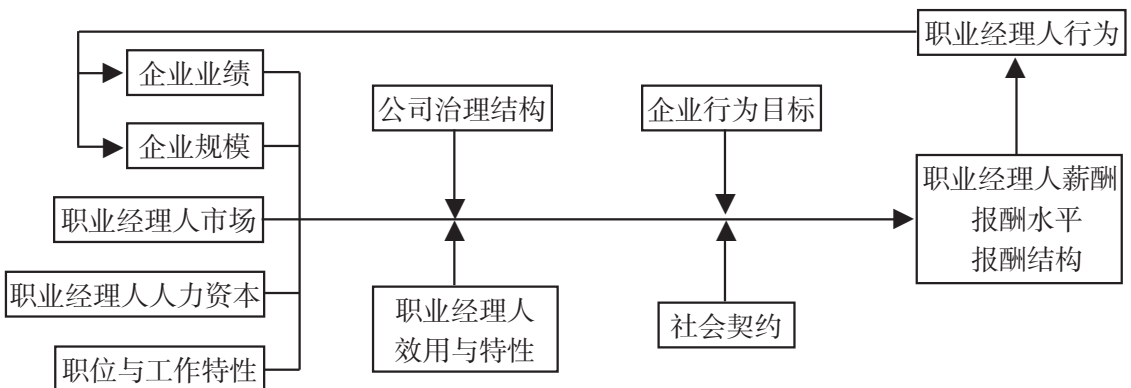 职业经理人行为
企业业绩
公司治理结构
企业行为目标
企业规模
职业经理人薪酬
报酬水平
报酬结构
职业经理人市场
职业经理人人力资本
职业经理人
效用与特性
社会契约
职位与工作特性